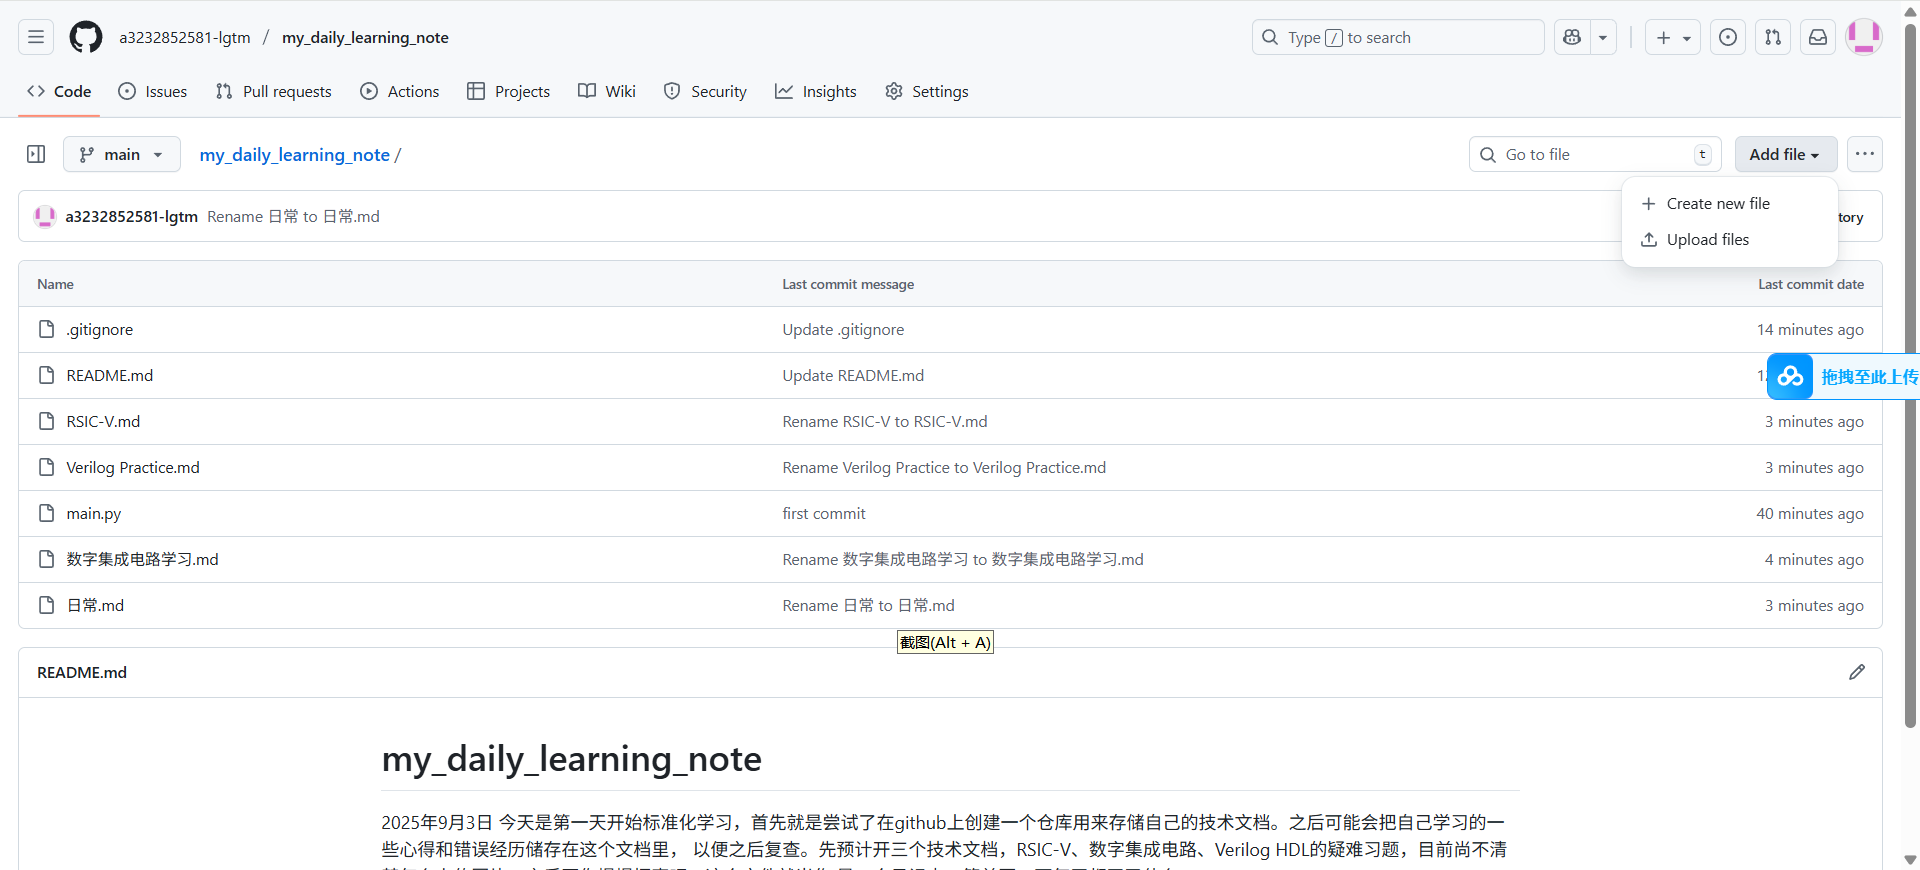 a3232852581-lgtm / my_daily_learning_note
Type / to search
Code Issues Pull requests Actions Projects Wiki Security Insights Settings
main my_daily_learning_note /
Go to file t
Add file
Create new file
Upload files
a3232852581-lgtm Rename 日常 to 日常.md
tory
Name Last commit message Last commit date
.gitignore Update .gitignore 14 minutes ago
README.md Update README.md
拖拽至此上传
RSIC-V.md Rename RSIC-V to RSIC-V.md 3 minutes ago
Verilog Practice.md Rename Verilog Practice to Verilog Practice.md 3 minutes ago
main.py first commit 40 minutes ago
数字集成电路学习.md Rename 数字集成电路学习 to 数字集成电路学习.md 4 minutes ago
日常.md Rename 日常 to 日常.md 3 minutes ago
截图(Alt + A)
README.md
my_daily_learning_note
2025年9月3日 今天是第一天开始标准化学习，首先就是尝试了在github上创建一个仓库用来存储自己的技术文档。之后可能会把自己学习的一
些心得和错误经历储存在这个文档里， 以便之后复查。先预计开三个技术文档，RSIC-V、数字集成电路、Verilog HDL的疑难习题，目前尚不清